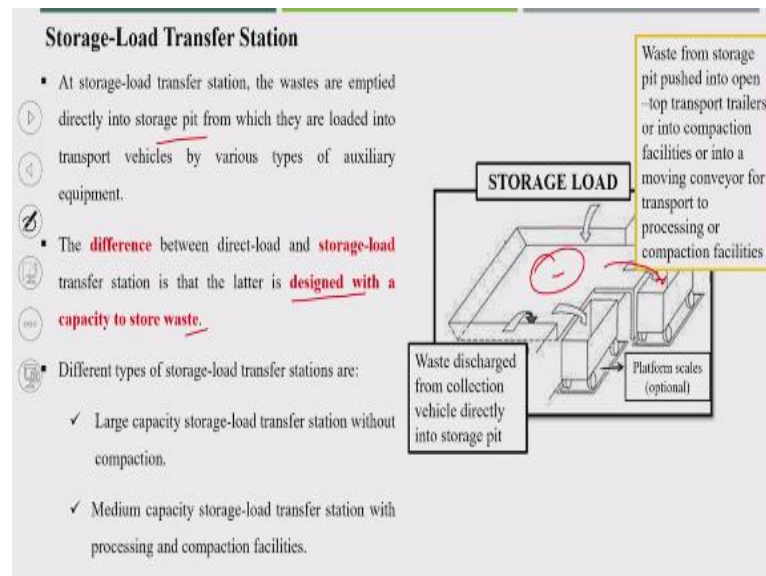 Storage-Load Transfer Station
▪ At storage-load transfer station, the wastes are emptied
directly into storage pit from which they are loaded into
transport vehicles by various types of auxiliary
equipment.
▪ The difference between direct-load and storage-load
transfer station is that the latter is designed with a
capacity to store waste.
▪ Different types of storage-load transfer stations are:
✓ Large capacity storage-load transfer station without
compaction.
✓ Medium capacity storage-load transfer station with
processing and compaction facilities.
Waste from storage
pit pushed into open
–top transport trailers
or into compaction
facilities or into a
moving conveyor for
transport to
processing or
compaction facilities
STORAGE LOAD
Waste discharged
from collection
vehicle directly
into storage pit
Platform scales
(optional)